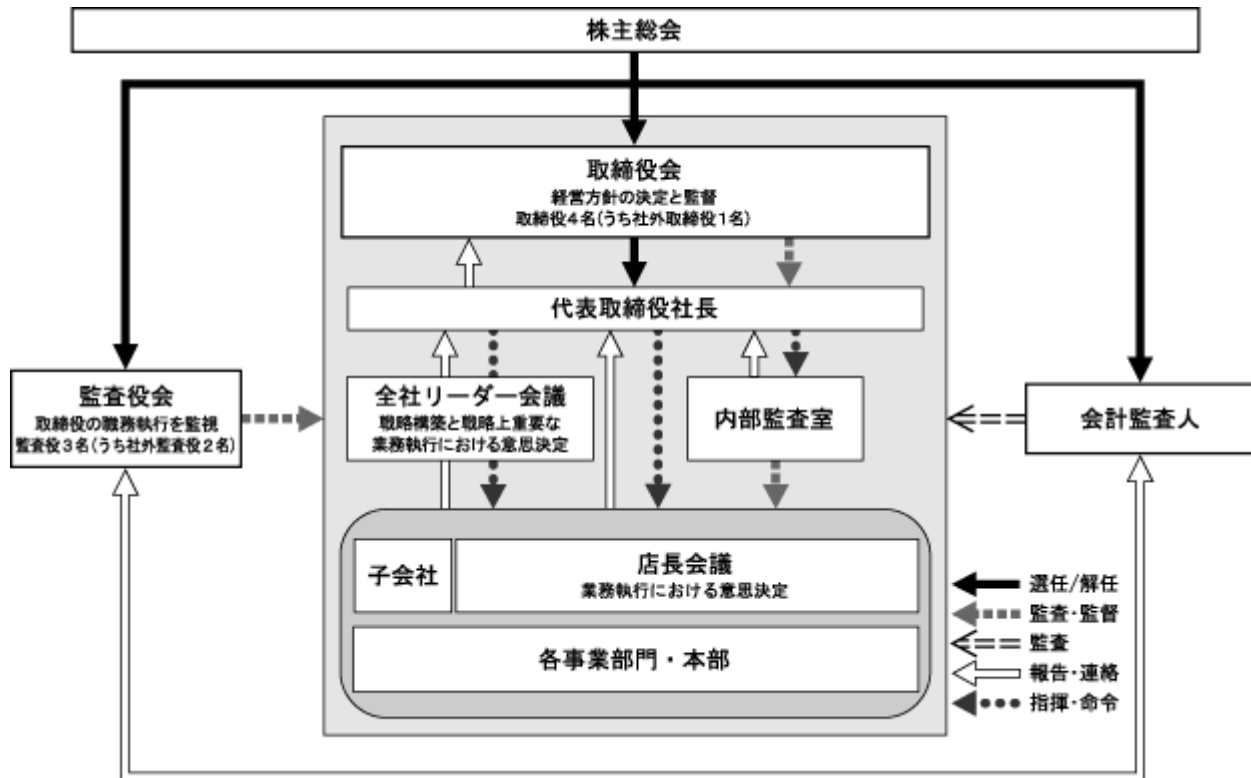 株主総会
取締役会
経営方針の決定と監督
取締役4名(うち社外取締役1名)
代表取締役社長
監査役会
取締役の職務執行を監視
監査役3名(うち社外監査役2名)
全社リーダー会議
戦略構築と戦略上重要な
業務執行における意思決定
内部監査室
会計監査人
子会社
店長会議
業務執行における意思決定
各事業部門・本部
選任/解任
監査・監督
監査
報告・連絡
指揮・命令